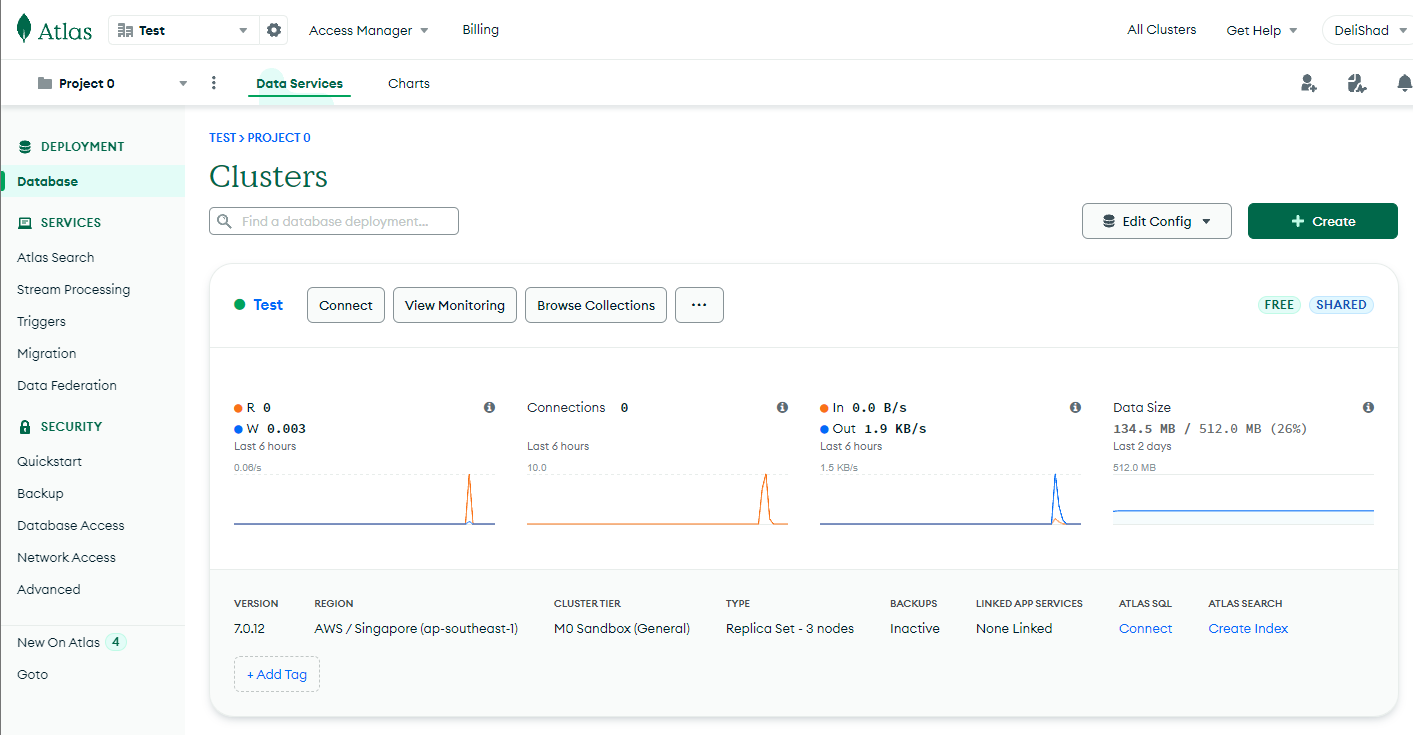 Atlas Test Access Manager Billing All Clusters Get Help DeliShad
Project 0 Data Services Charts
DEPLOYMENT
Database
SERVICES
Atlas Search
Stream Processing
Triggers
Migration
Data Federation
SECURITY
Quickstart
Backup
Database Access
Network Access
Advanced
New On Atlas 4
Goto
TEST > PROJECT 0
Clusters
Find a database deployment...
Edit Config
+ Create
Test Connect View Monitoring Browse Collections ... FREE SHARED
R 0
W 0.003
Last 6 hours
0.06/s
Connections 0
Last 6 hours
10.0
In 0.0 B/s
Out 1.9 KB/s
Last 6 hours
1.5 KB/s
Data Size
134.5 MB / 512.0 MB (26%)
Last 2 days
512.0 MB
VERSION REGION CLUSTER TIER TYPE BACKUPS LINKED APP SERVICES ATLAS SQL ATLAS SEARCH
7.0.12 AWS / Singapore (ap-southeast-1) M0 Sandbox (General) Replica Set - 3 nodes Inactive None Linked Connect Create Index
+ Add Tag